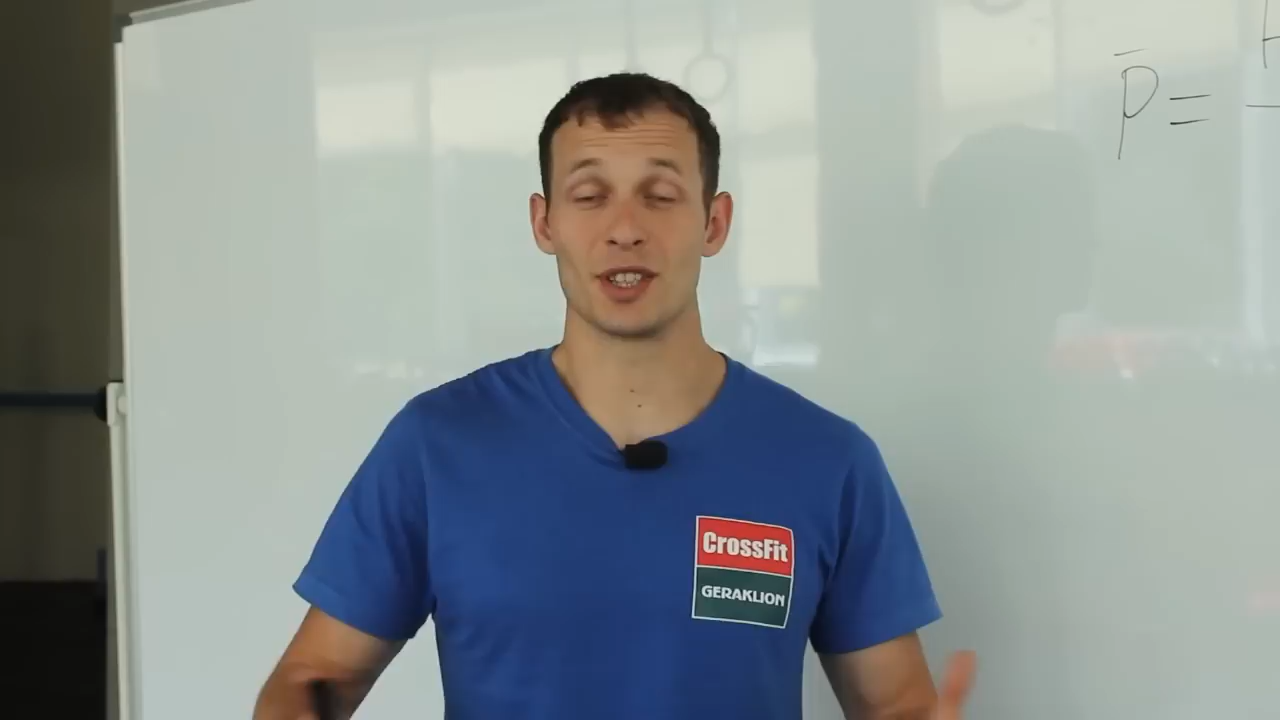 p̄ =
CrossFit
GERAKLION